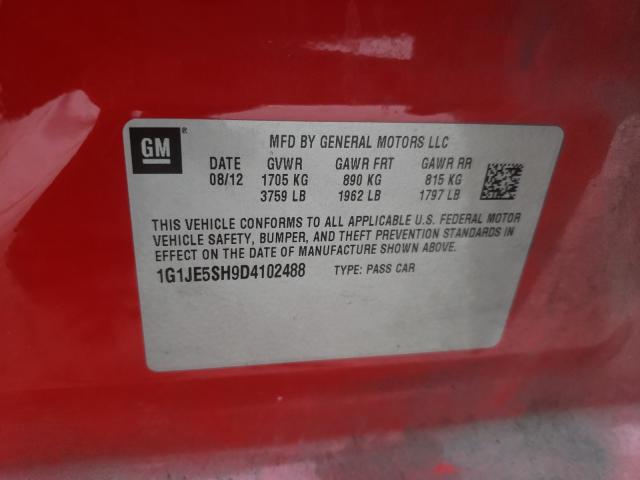 GM®
MFD BY GENERAL MOTORS LLC
DATE GVWR GAWR FRT GAWR RR
08/12 1705 KG 890 KG 815 KG
3759 LB 1962 LB 1797 LB
THIS VEHICLE CONFORMS TO ALL APPLICABLE U.S. FEDERAL MOTOR
VEHICLE SAFETY, BUMPER, AND THEFT PREVENTION STANDARDS
IN EFFECT ON THE DATE OF MANUFACTURE SHOWN ABOVE.
1G1JE5SH9D4102488 TYPE: PASS CAR